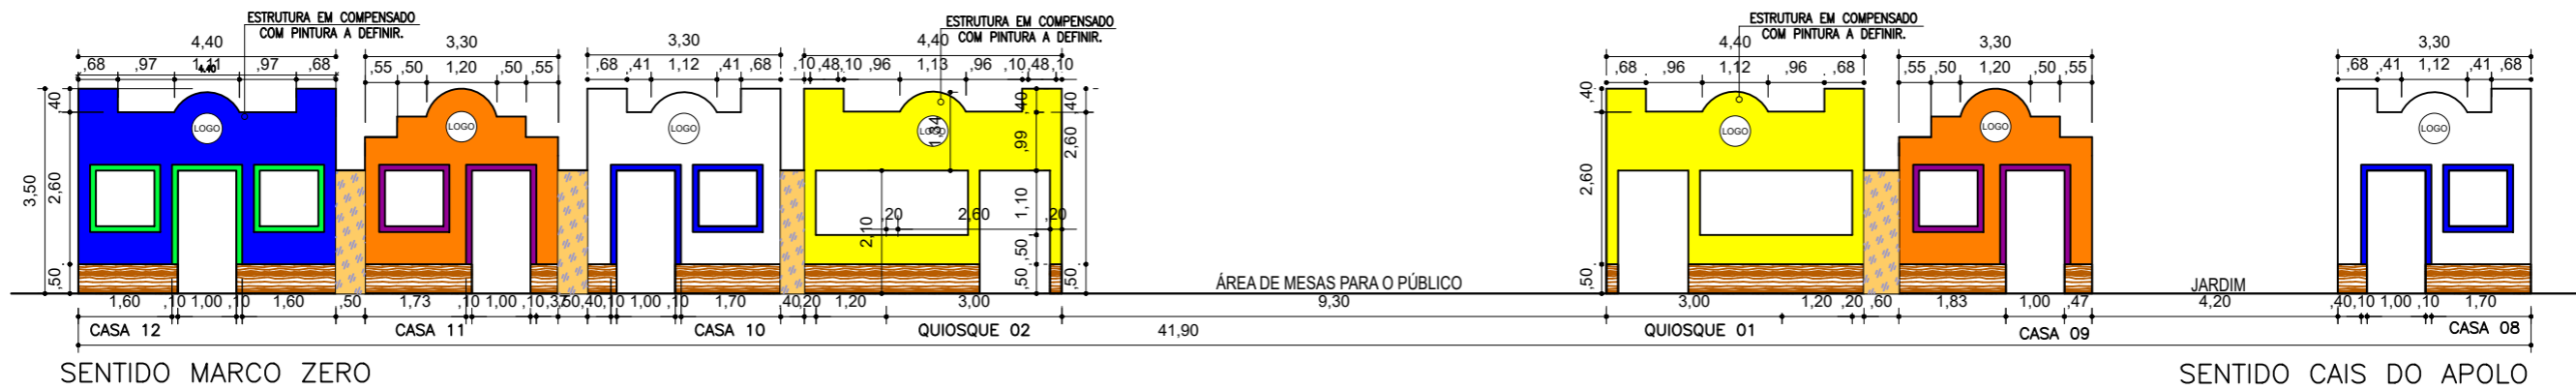 ESTRUTURA EM COMPENSADO
COM PINTURA A DEFINIR.
ESTRUTURA EM COMPENSADO
COM PINTURA A DEFINIR.
ESTRUTURA EM COMPENSADO
COM PINTURA A DEFINIR.
4,40 3,30 3,30 4,40 4,40 3,30 3,30
,68 ,97 1,11 ,97 ,68 ,55 ,50 1,20 ,50 ,55 ,68 ,41 1,12 ,41 ,68 ,10 ,48 ,10 ,96 1,13 ,96 ,10 ,48 ,10 ,68 ,96 1,12 ,96 ,68 ,55 ,50 1,20 ,50 ,55 ,68 ,41 1,12 ,41 ,68
4.40
,40 ,40 ,40 ,40
LOGO LOGO LOGO LOGO LOGO LOGO LOGO
1,34 ,99 2,60
3,50 2,60 2,60
2,10 ,20 2,60 1,10 ,20
,50 ,50 ,50 ,50 ,50
ÁREA DE MESAS PARA O PÚBLICO JARDIM
1,60 ,10 1,00 ,10 1,60 ,50 1,73 ,10 1,00 ,10 ,37 ,50 ,40 ,10 1,00 ,10 1,70 ,40 ,20 1,20 3,00 9,30 3,00 1,20 ,20 ,60 1,83 1,00 ,47 4,20 ,40 ,10 1,00 ,10 1,70
CASA 12 CASA 11 CASA 10 QUIOSQUE 02 41,90 QUIOSQUE 01 CASA 09 CASA 08
SENTIDO MARCO ZERO SENTIDO CAIS DO APOLO